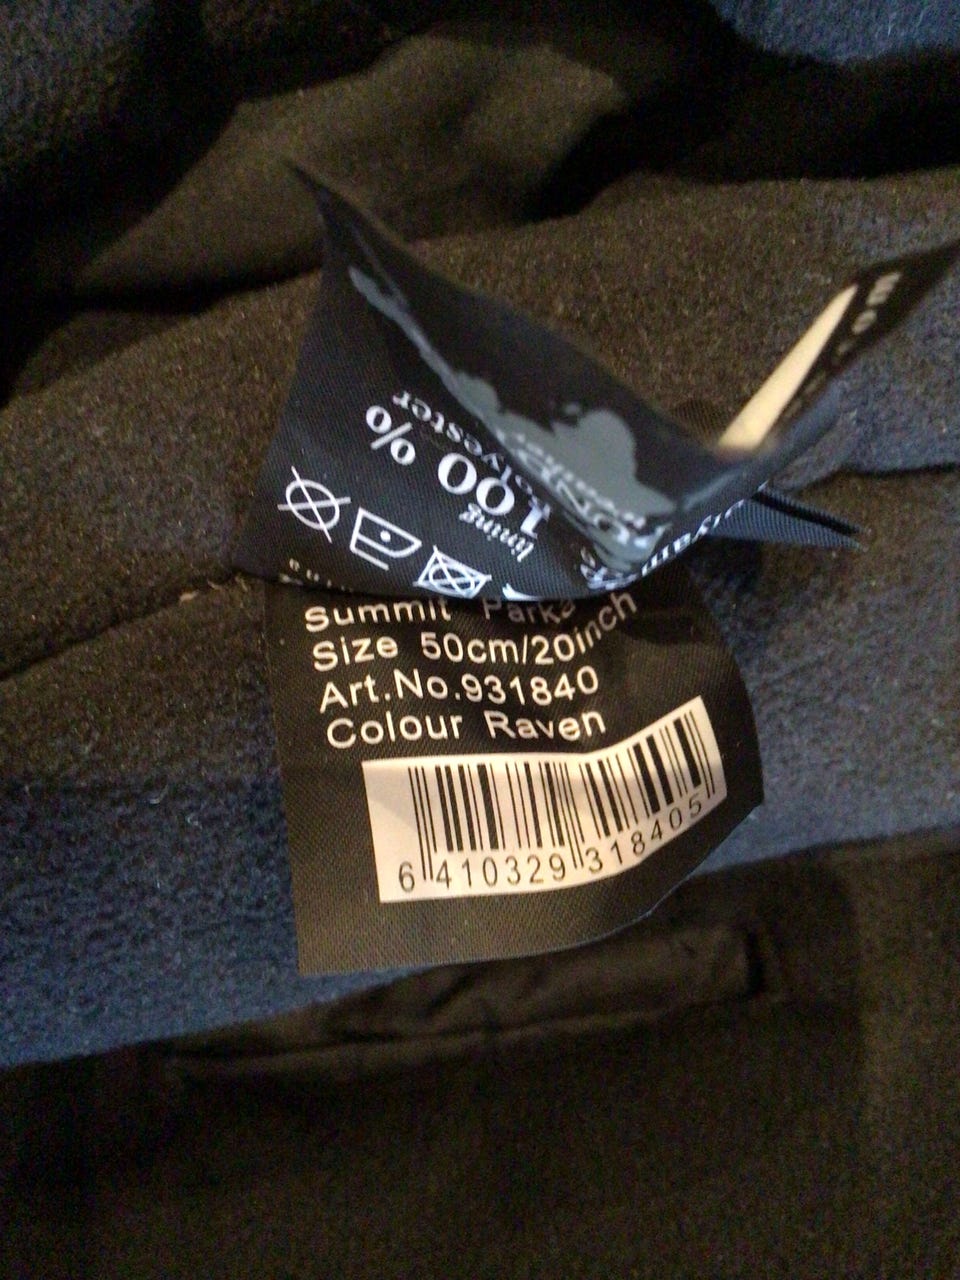 lining
100 %
Polyester
Summit Parka
Size 50cm/20inch
Art.No.931840
Colour Raven
6 410329 318405